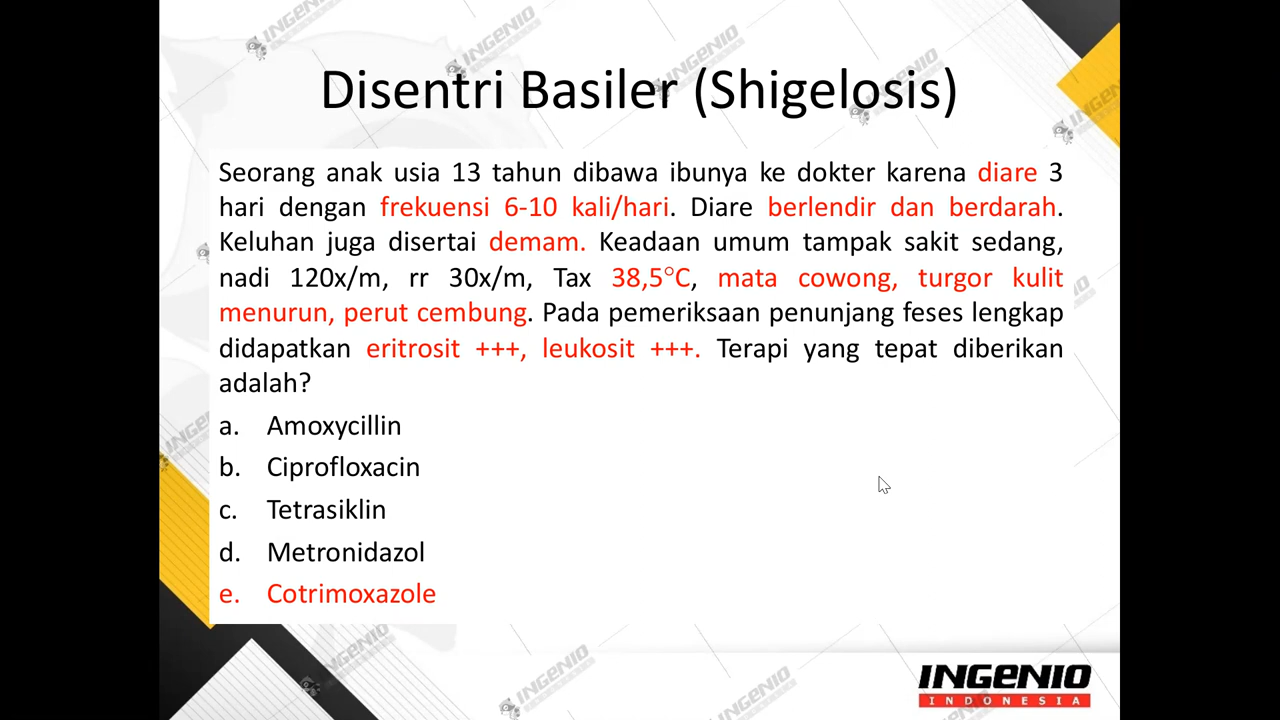 Disentri Basiler (Shigelosis)
Seorang anak usia 13 tahun dibawa ibunya ke dokter karena diare 3
hari dengan frekuensi 6-10 kali/hari. Diare berlendir dan berdarah.
Keluhan juga disertai demam. Keadaan umum tampak sakit sedang,
nadi 120x/m, rr 30x/m, Tax 38,5°C, mata cowong, turgor kulit
menurun, perut cembung. Pada pemeriksaan penunjang feses lengkap
didapatkan eritrosit +++, leukosit +++. Terapi yang tepat diberikan
adalah?
a. Amoxycillin
b. Ciprofloxacin
c. Tetrasiklin
d. Metronidazol
e. Cotrimoxazole
INGENIO
INDONESIA